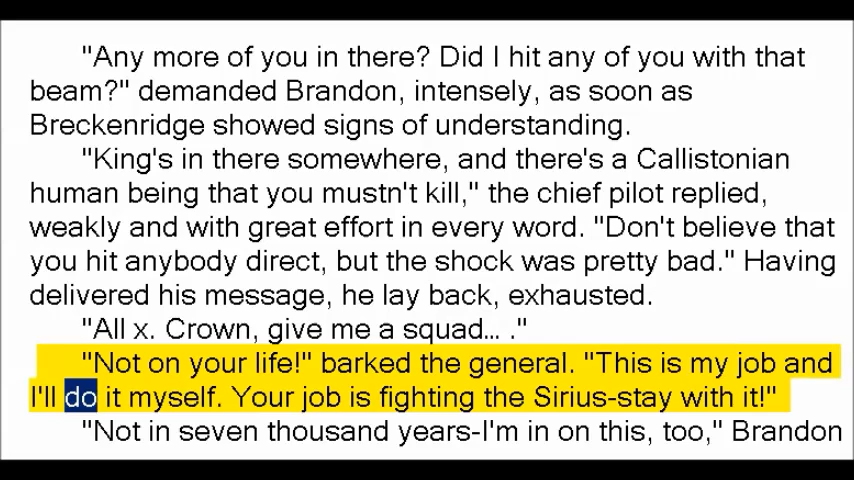 "Any more of you in there? Did I hit any of you with that
beam?" demanded Brandon, intensely, as soon as
Breckenridge showed signs of understanding.
"King's in there somewhere, and there's a Callistonian
human being that you mustn't kill," the chief pilot replied,
weakly and with great effort in every word. "Don't believe that
you hit anybody direct, but the shock was pretty bad." Having
delivered his message, he lay back, exhausted.
"All x. Crown, give me a squad... ."
"Not on your life!" barked the general. "This is my job and
I'll do it myself. Your job is fighting the Sirius-stay with it!"
"Not in seven thousand years-I'm in on this, too," Brandon